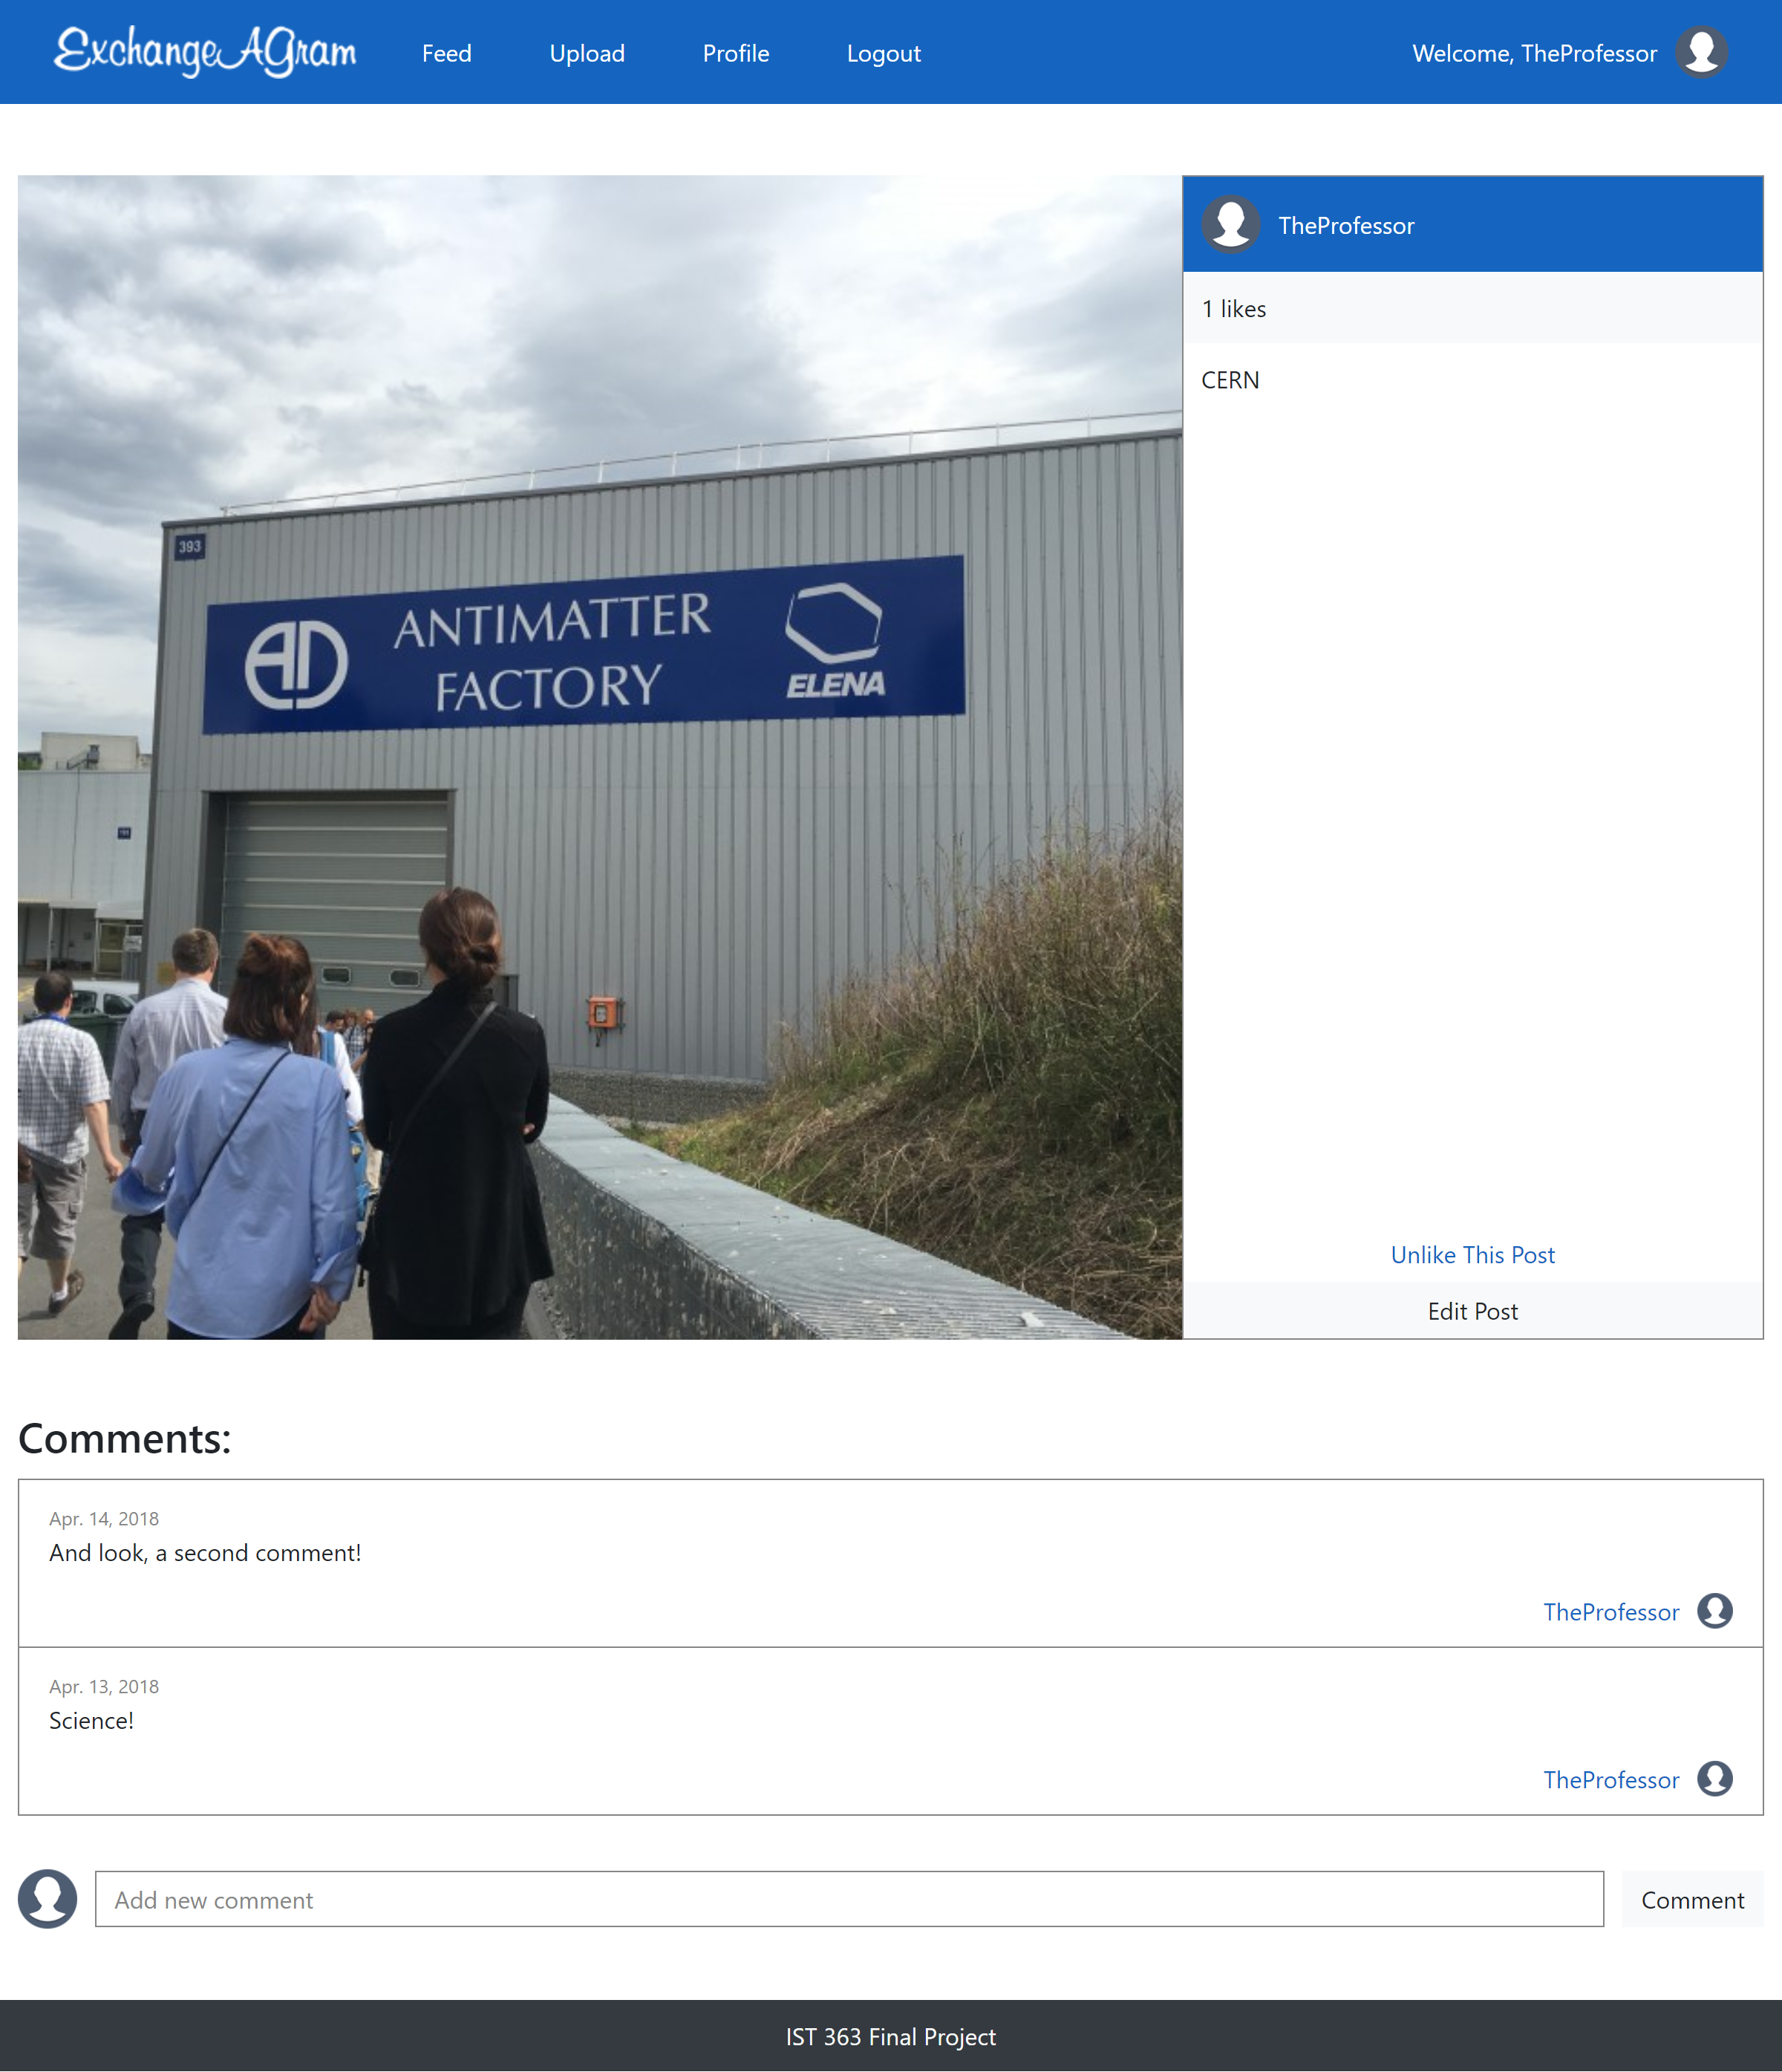 ExchangeAGram Feed Upload Profile Logout Welcome, TheProfessor
TheProfessor
1 likes
CERN
393
AD ANTIMATTER FACTORY ELENA
Unlike This Post
Edit Post
Comments:
Apr. 14, 2018
And look, a second comment!
TheProfessor
Apr. 13, 2018
Science!
TheProfessor
Add new comment Comment
IST 363 Final Project